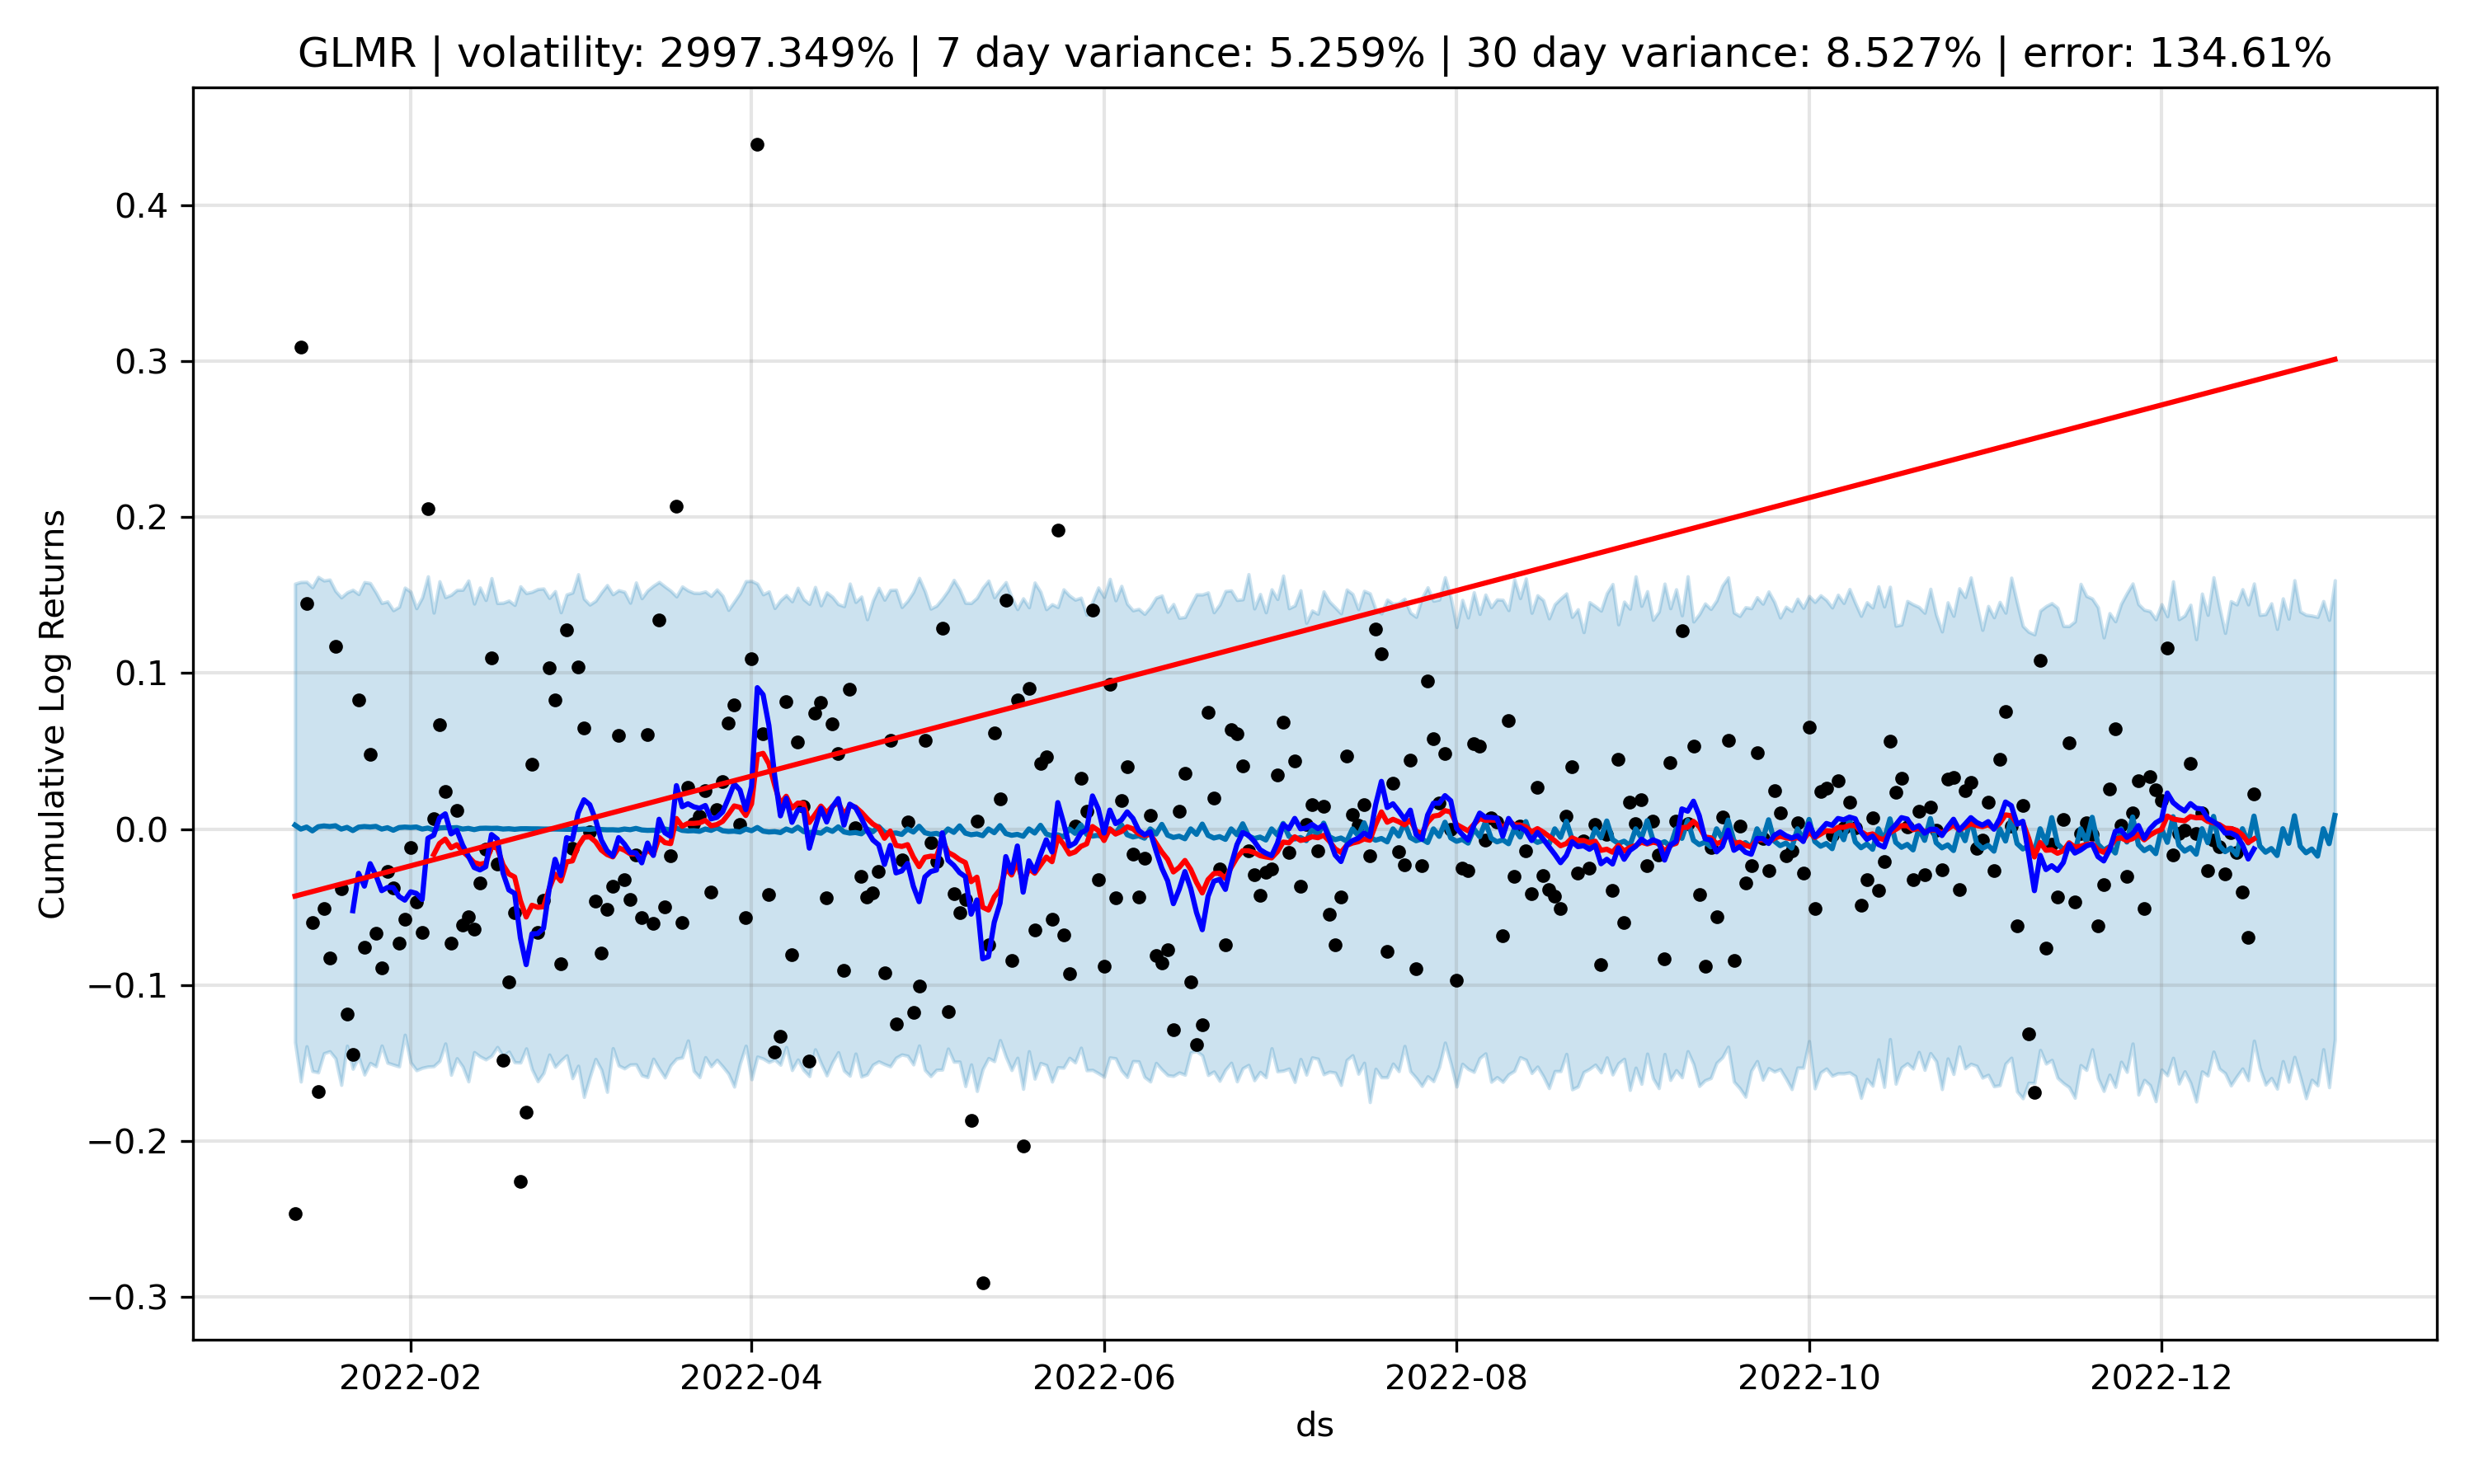 GLMR | volatility: 2997.349% | 7 day variance: 5.259% | 30 day variance: 8.527% | error: 134.61%
Cumulative Log Returns
0.4
0.3
0.2
0.1
0.0
−0.1
−0.2
−0.3
2022-02 2022-04 2022-06 2022-08 2022-10 2022-12
ds